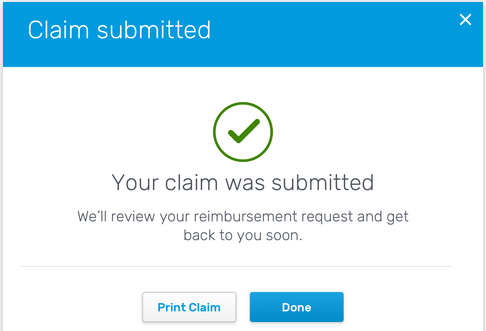 Claim submitted
Your claim was submitted
We'll review your reimbursement request and get
back to you soon.
Print Claim
Done